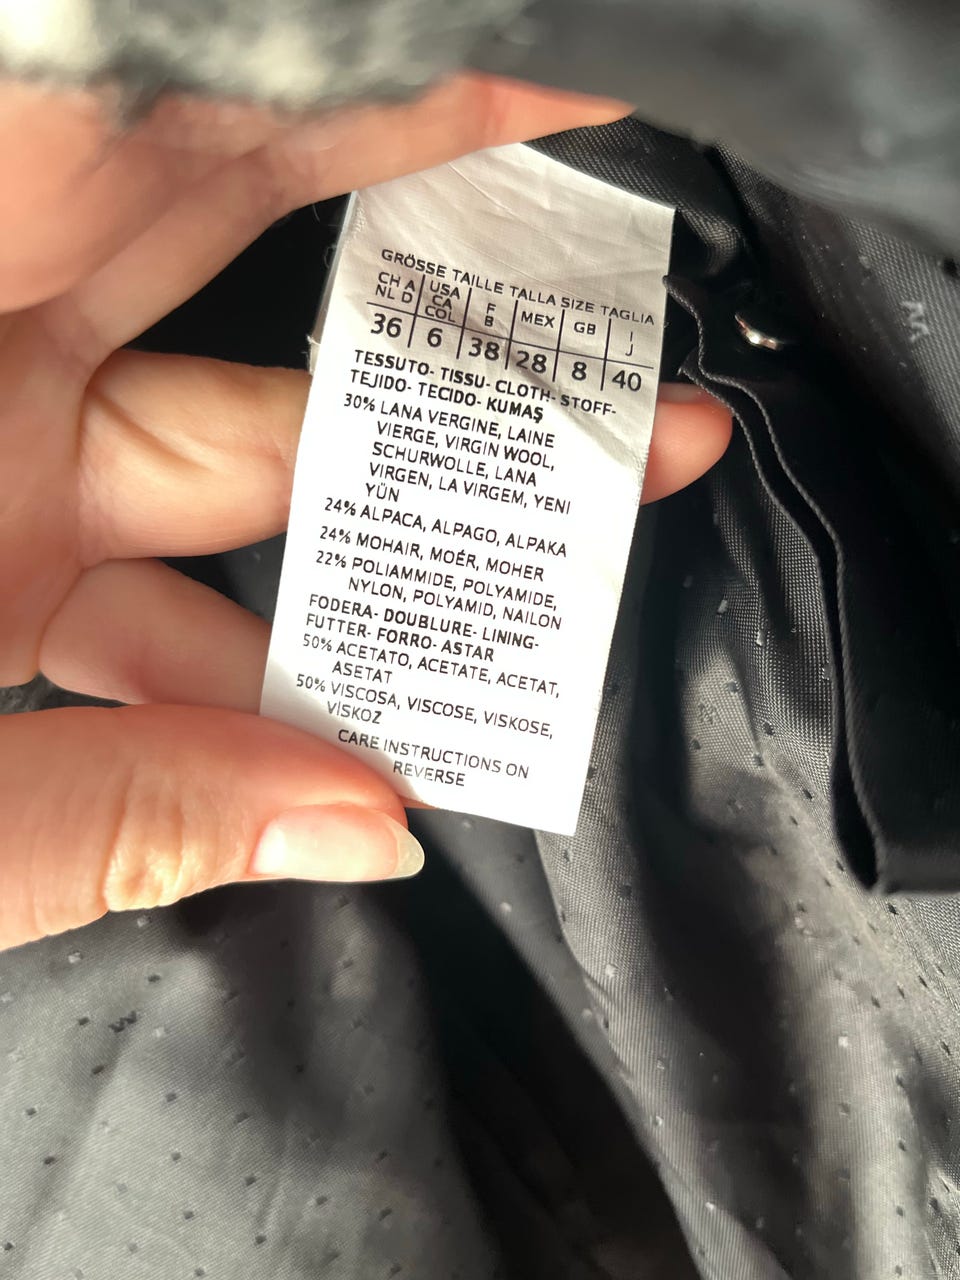 GRÖSSE TAILLE TALLA SIZE TAGLIA
CH A NL D | USA CA COL | F B | MEX | GB | I J
36 | 6 | 38 | 28 | 8 | 40
TESSUTO- TISSU- CLOTH- STOFF-
TEJIDO- TECIDO- KUMAŞ
30% LANA VERGINE, LAINE
VIERGE, VIRGIN WOOL,
SCHURWOLLE, LANA
VIRGEN, LA VIRGEM, YENI
YÜN
24% ALPACA, ALPAGO, ALPAKA
24% MOHAIR, MOÉR, MOHER
22% POLIAMMIDE, POLYAMIDE,
NYLON, POLYAMID, NAILON
FODERA- DOUBLURE- LINING-
FUTTER- FORRO- ASTAR
50% ACETATO, ACETATE, ACETAT,
ASETAT
50% VISCOSA, VISCOSE, VISKOSE,
VISKOZ
CARE INSTRUCTIONS ON
REVERSE